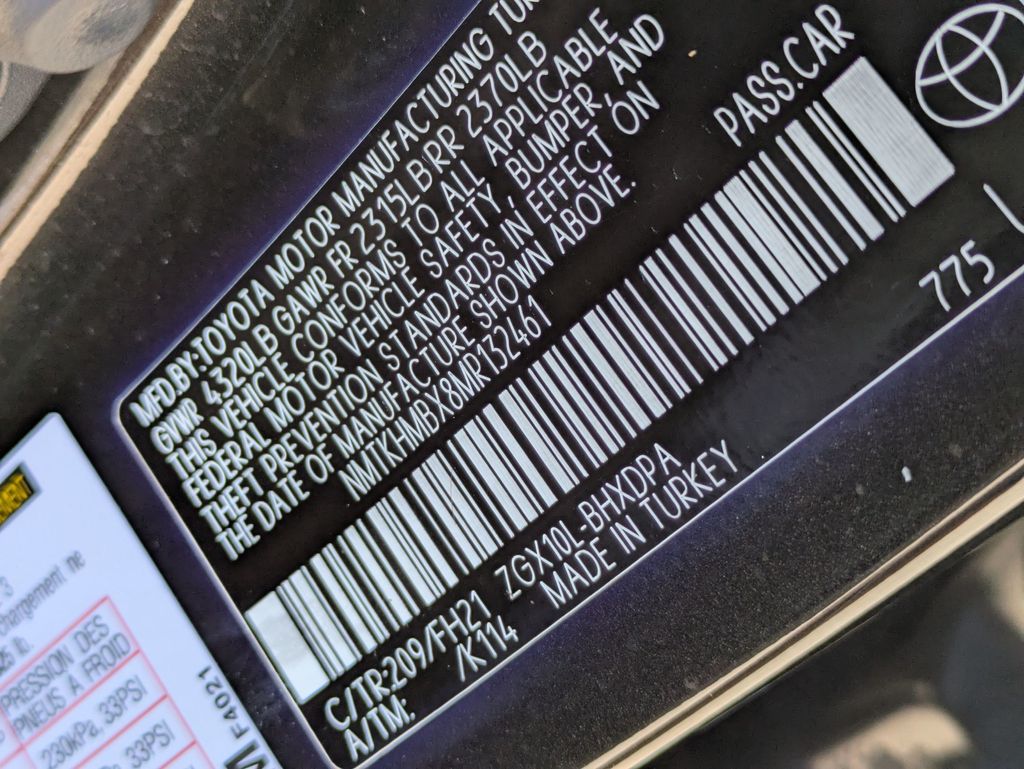 MFD.BY:TOYOTA MOTOR MANUFACTURING
GVWR 4320LB GAWR FR 2315LB RR 2370LB
THIS VEHICLE CONFORMS TO ALL APPLICABLE
FEDERAL MOTOR VEHICLE SAFETY, BUMPER, AND
THEFT PREVENTION STANDARDS IN EFFECT ON
THE DATE OF MANUFACTURE SHOWN ABOVE.
NMTKHMBX8MR132461
PASS.CAR
C/TR:209/FH21 ZGX10L-BHXDPA 775
A/TM: /K114 MADE IN TURKEY
chargement ne
lb.
PRESSION DES
PNEUS A FROID
230kPa, 33PSI
33PSI
F4021